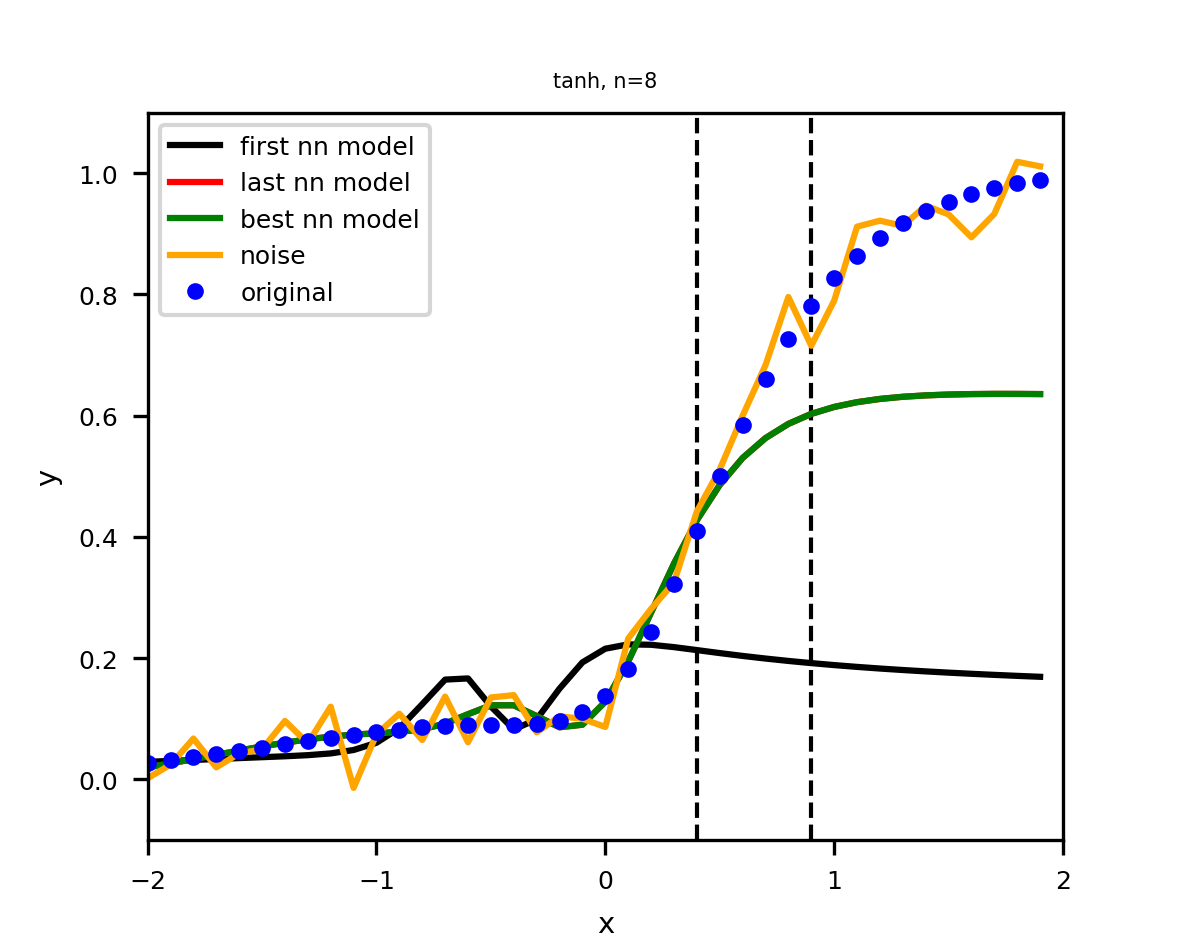 tanh, n=8
first nn model
last nn model
best nn model
noise
original
1.0
0.8
0.6
0.4
0.2
0.0
y
−2
−1
0
1
2
x